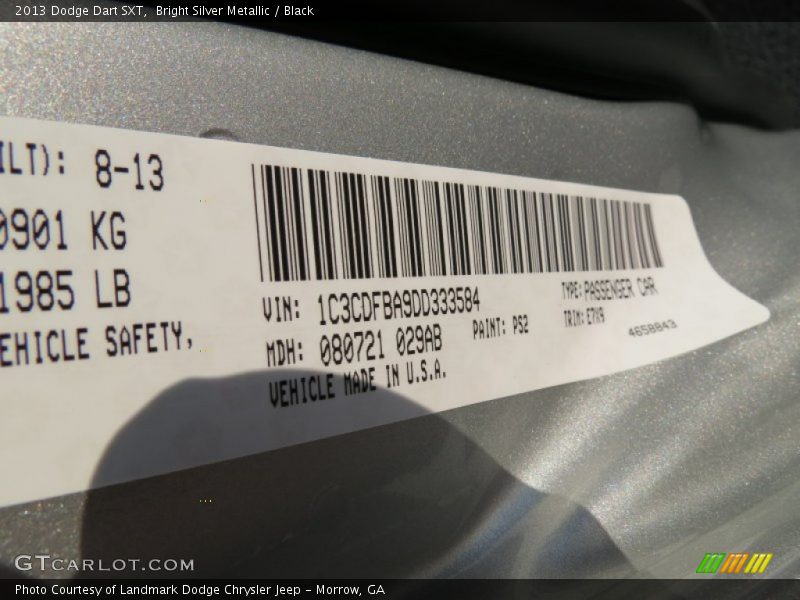 2013 Dodge Dart SXT,  Bright Silver Metallic / Black
ILT): 8-13
0901 KG
1985 LB
EHICLE SAFETY,
VIN: 1C3CDFBA9DD333584
TYPE: PASSENGER CAR
MDH: 080721 029AB
PAINT: PS2
TRIM: E7X9
4658843
VEHICLE MADE IN U.S.A.
GTCARLOT.COM
Photo Courtesy of Landmark Dodge Chrysler Jeep - Morrow, GA